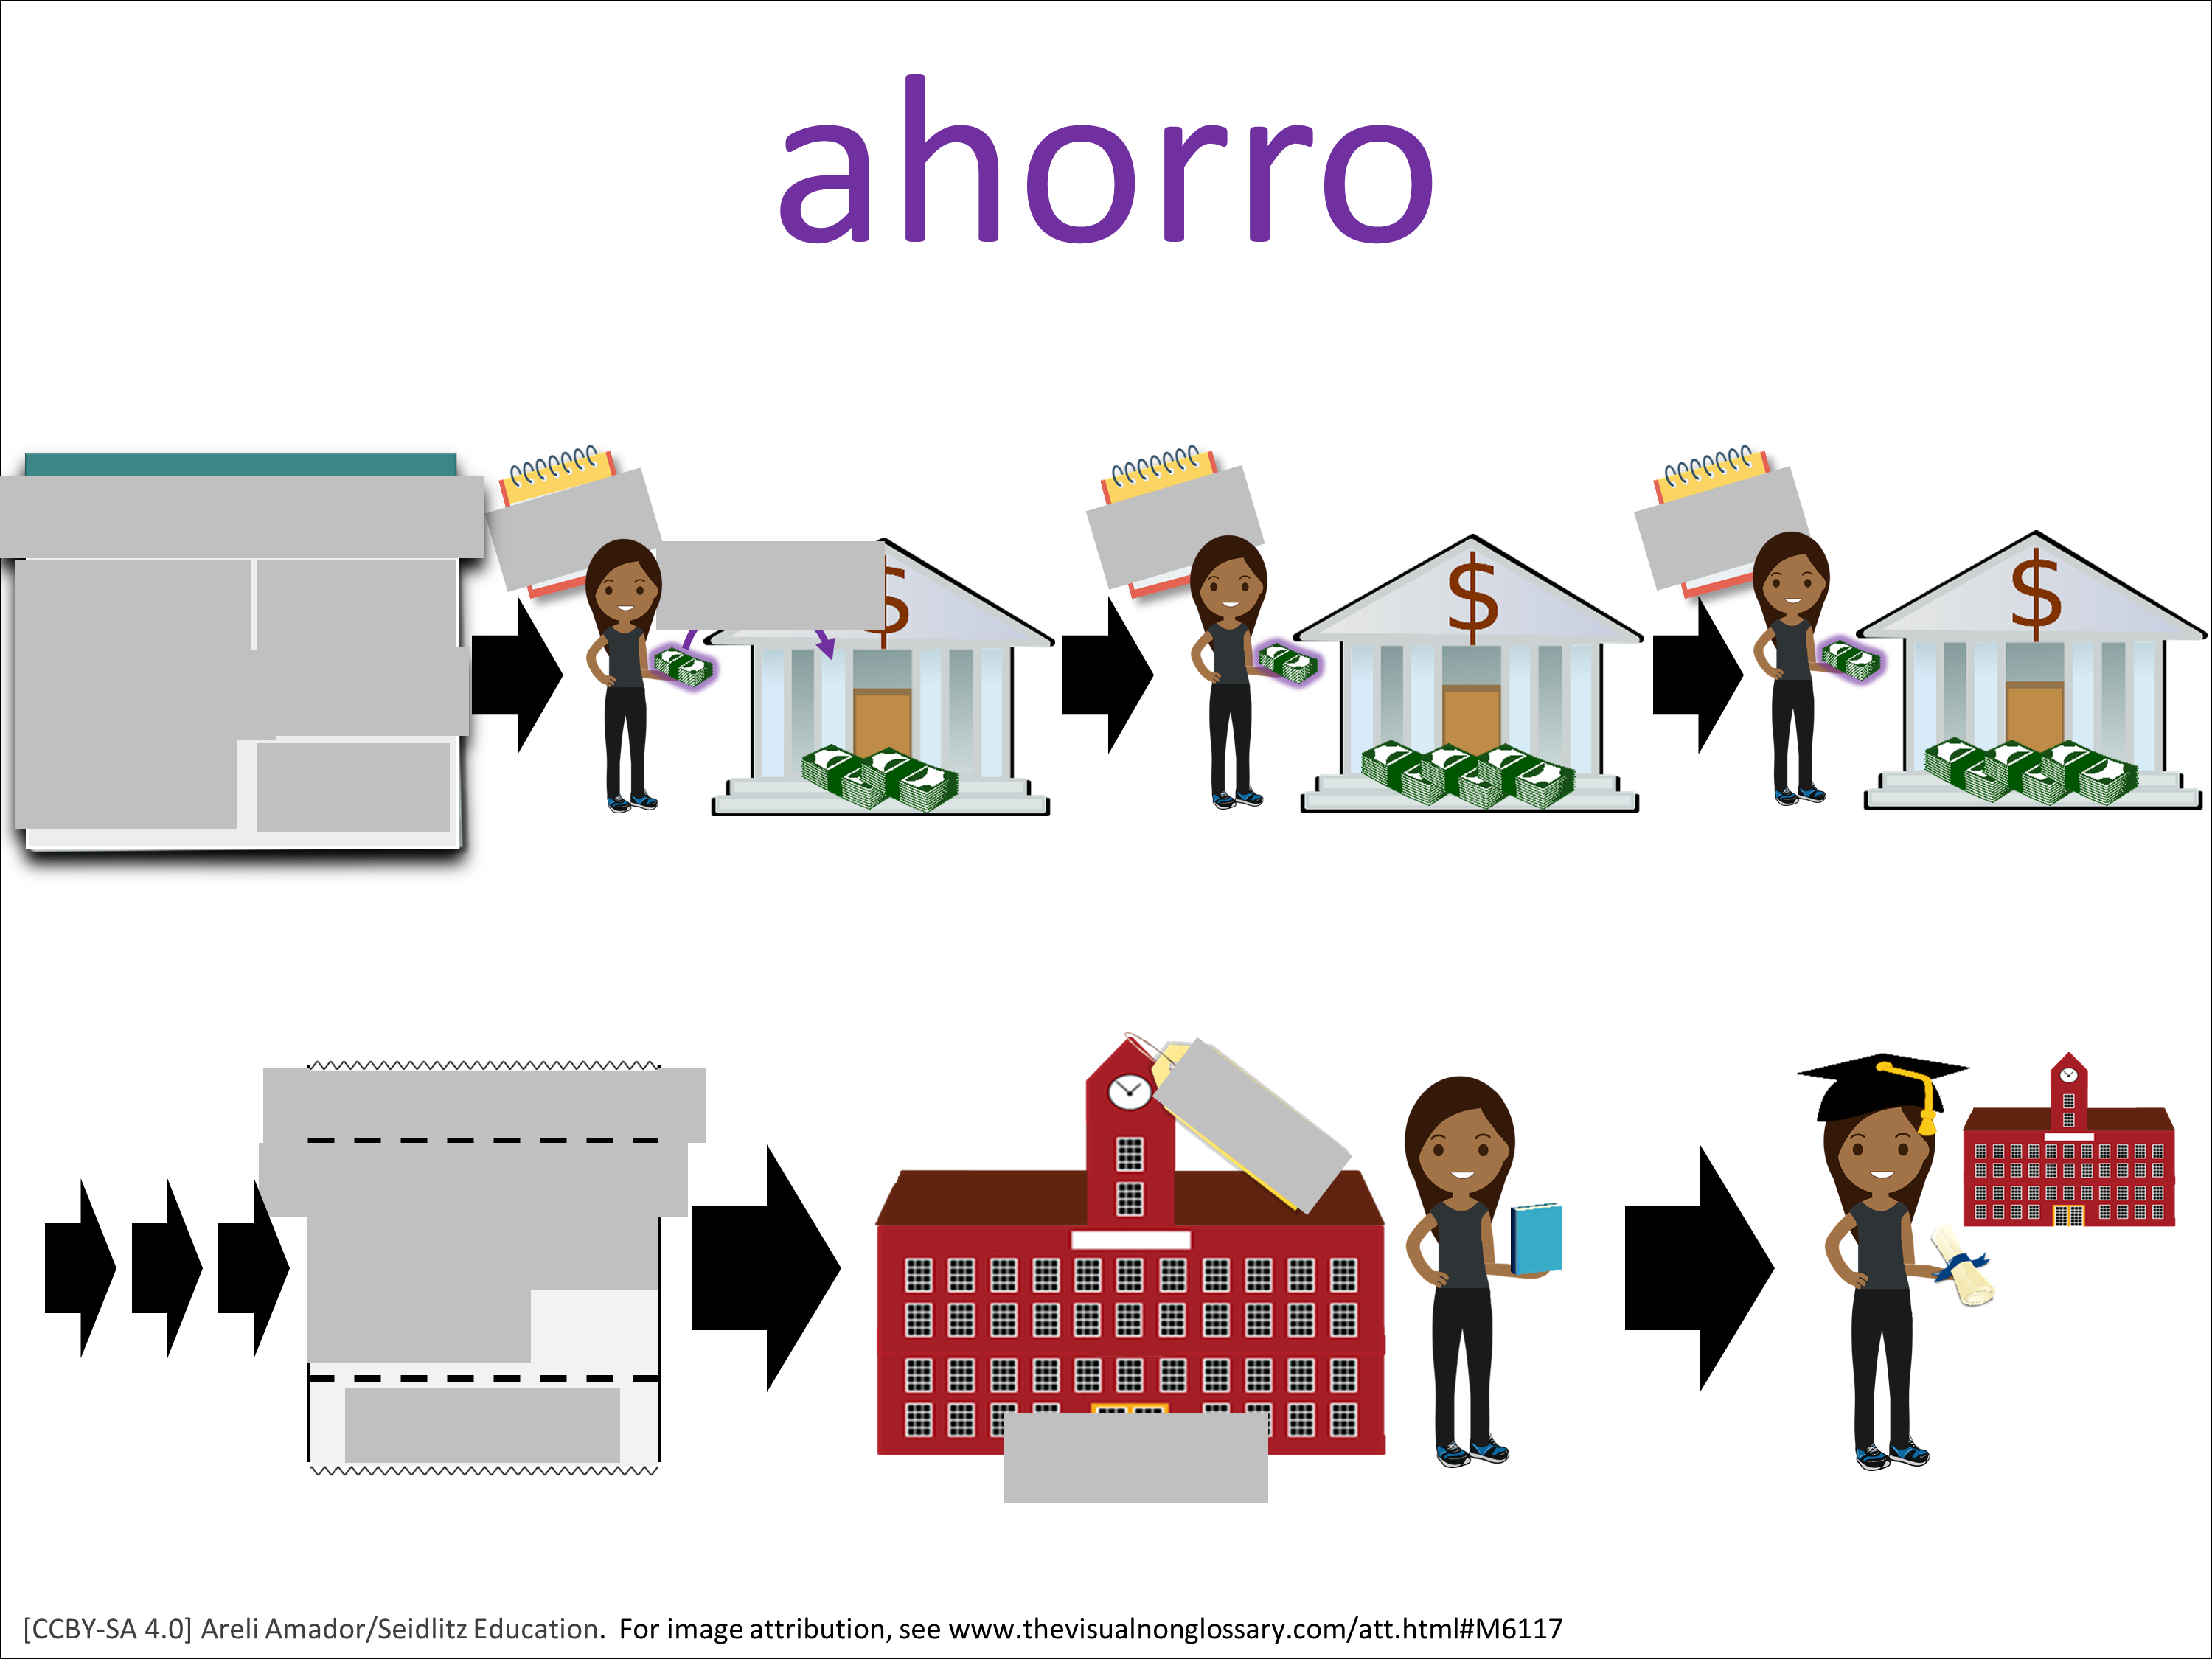 ahorro
$
$
$
[CCBY-SA 4.0] Areli Amador/Seidlitz Education. For image attribution, see www.thevisualnonglossary.com/att.html#M6117